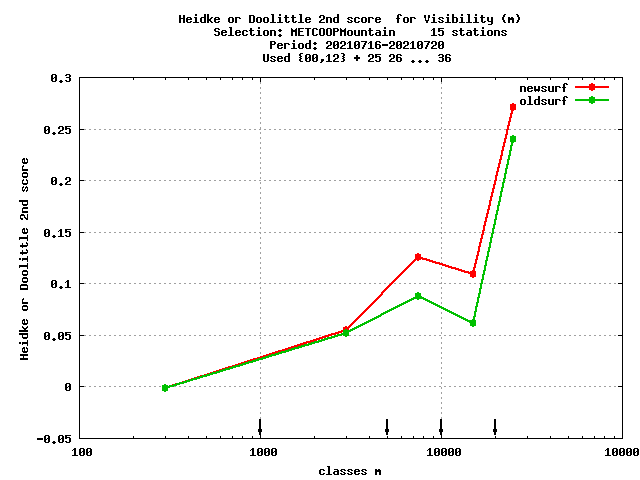 Heidke or Doolittle 2nd score  for Visibility (m)
Selection: METCOOPMountain     15 stations
Period: 20210716-20210720
Used {00,12} + 25 26 ... 36
newsurf
oldsurf
0.3
0.25
0.2
0.15
0.1
0.05
0
-0.05
Heidke or Doolittle 2nd score
100
1000
10000
10000
classes m